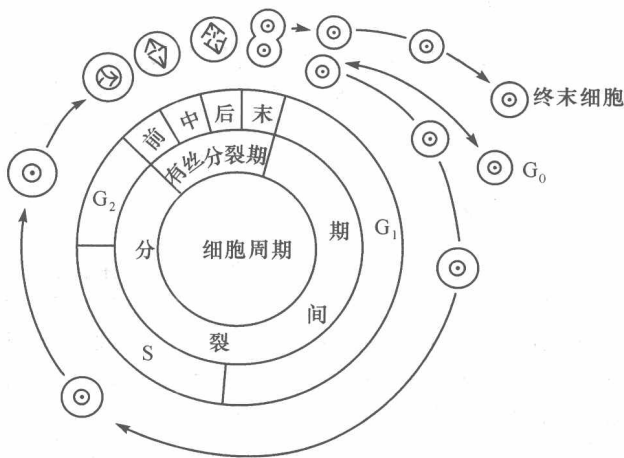 终末细胞
G₀
前
中
后
末
有丝分裂期
G₂
G₁
细胞周期
分
裂
间
期
S